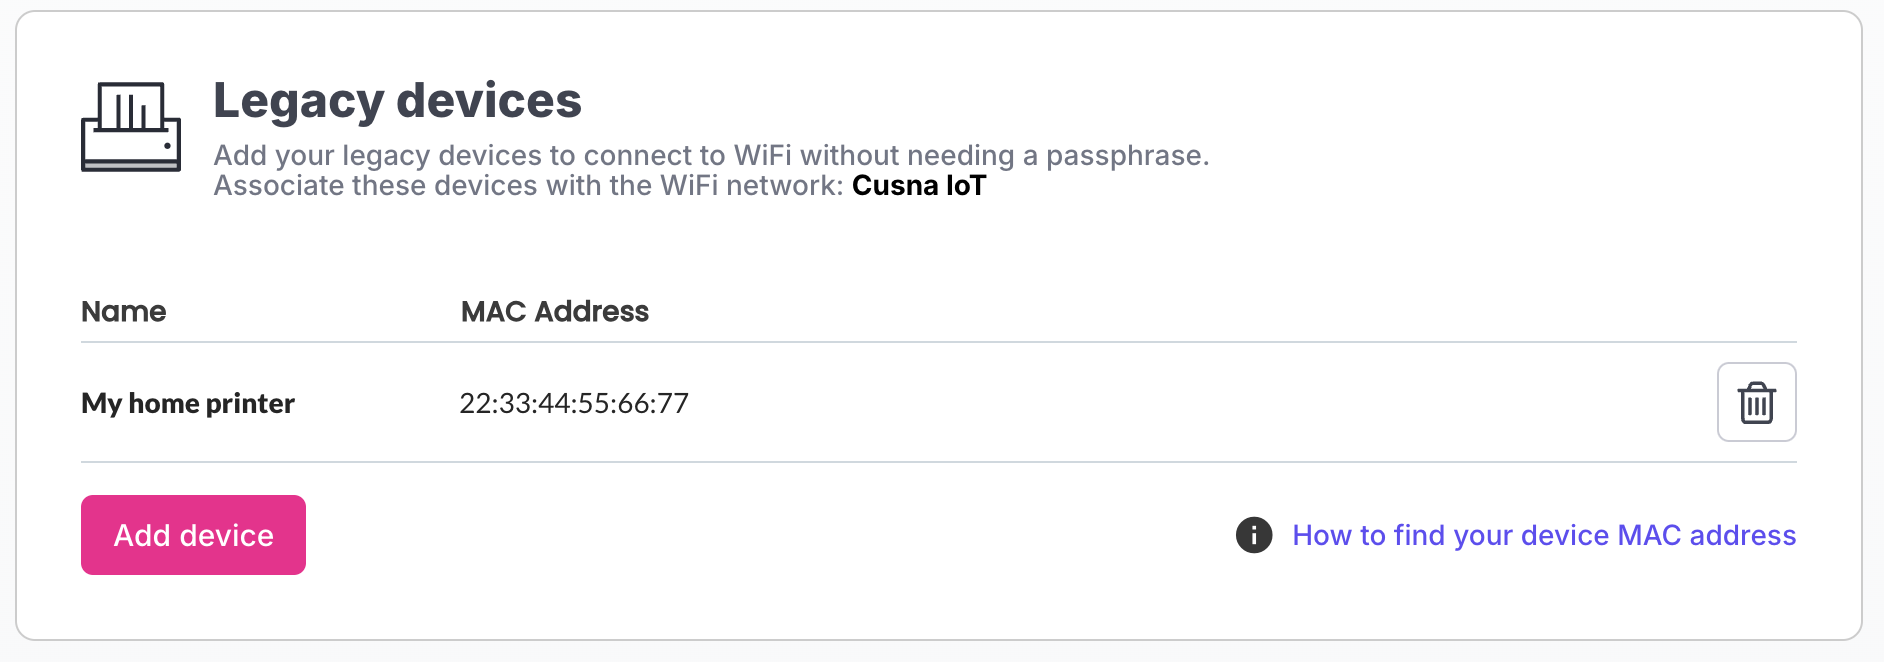 Legacy devices
Add your legacy devices to connect to WiFi without needing a passphrase.
Associate these devices with the WiFi network: Cusna IoT
Name MAC Address
My home printer 22:33:44:55:66:77
Add device
How to find your device MAC address